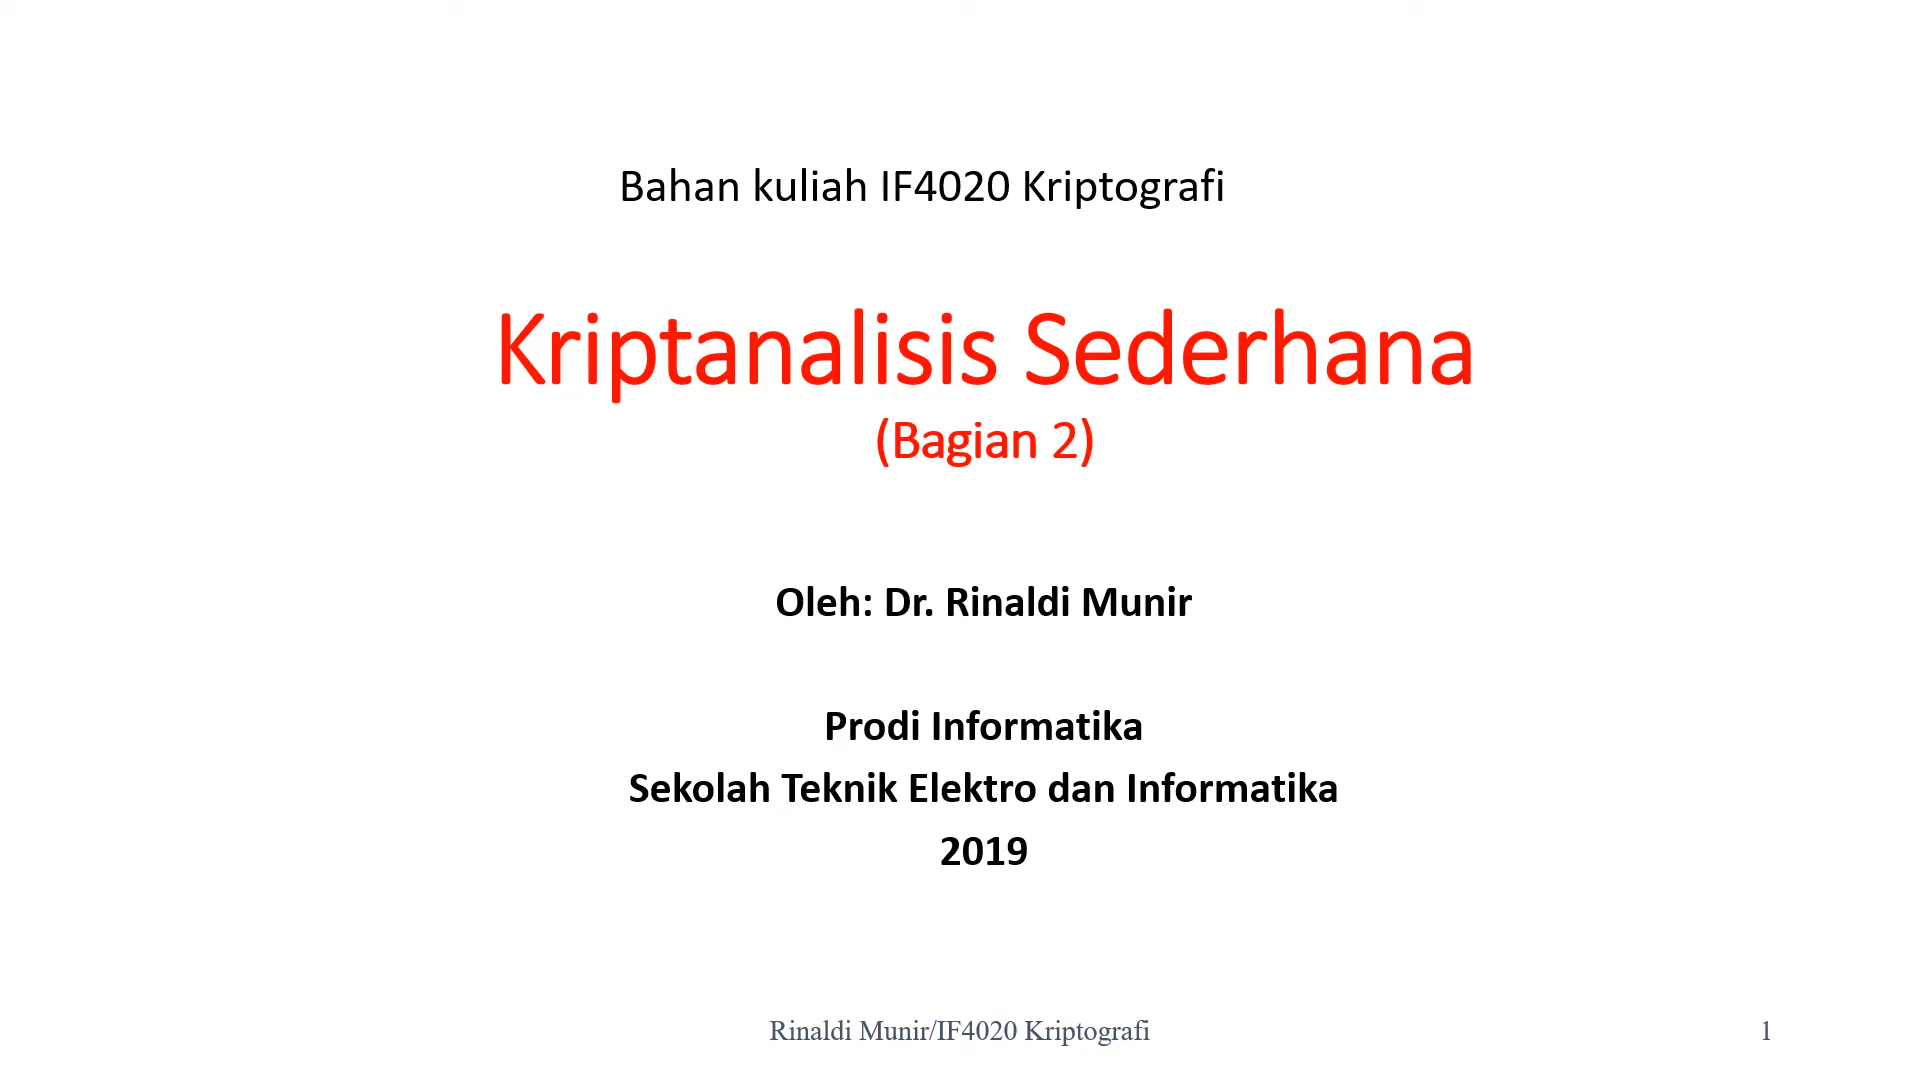 Bahan kuliah IF4020 Kriptografi
Kriptanalisis Sederhana
(Bagian 2)
Oleh: Dr. Rinaldi Munir
Prodi Informatika
Sekolah Teknik Elektro dan Informatika
2019
Rinaldi Munir/IF4020 Kriptografi
1